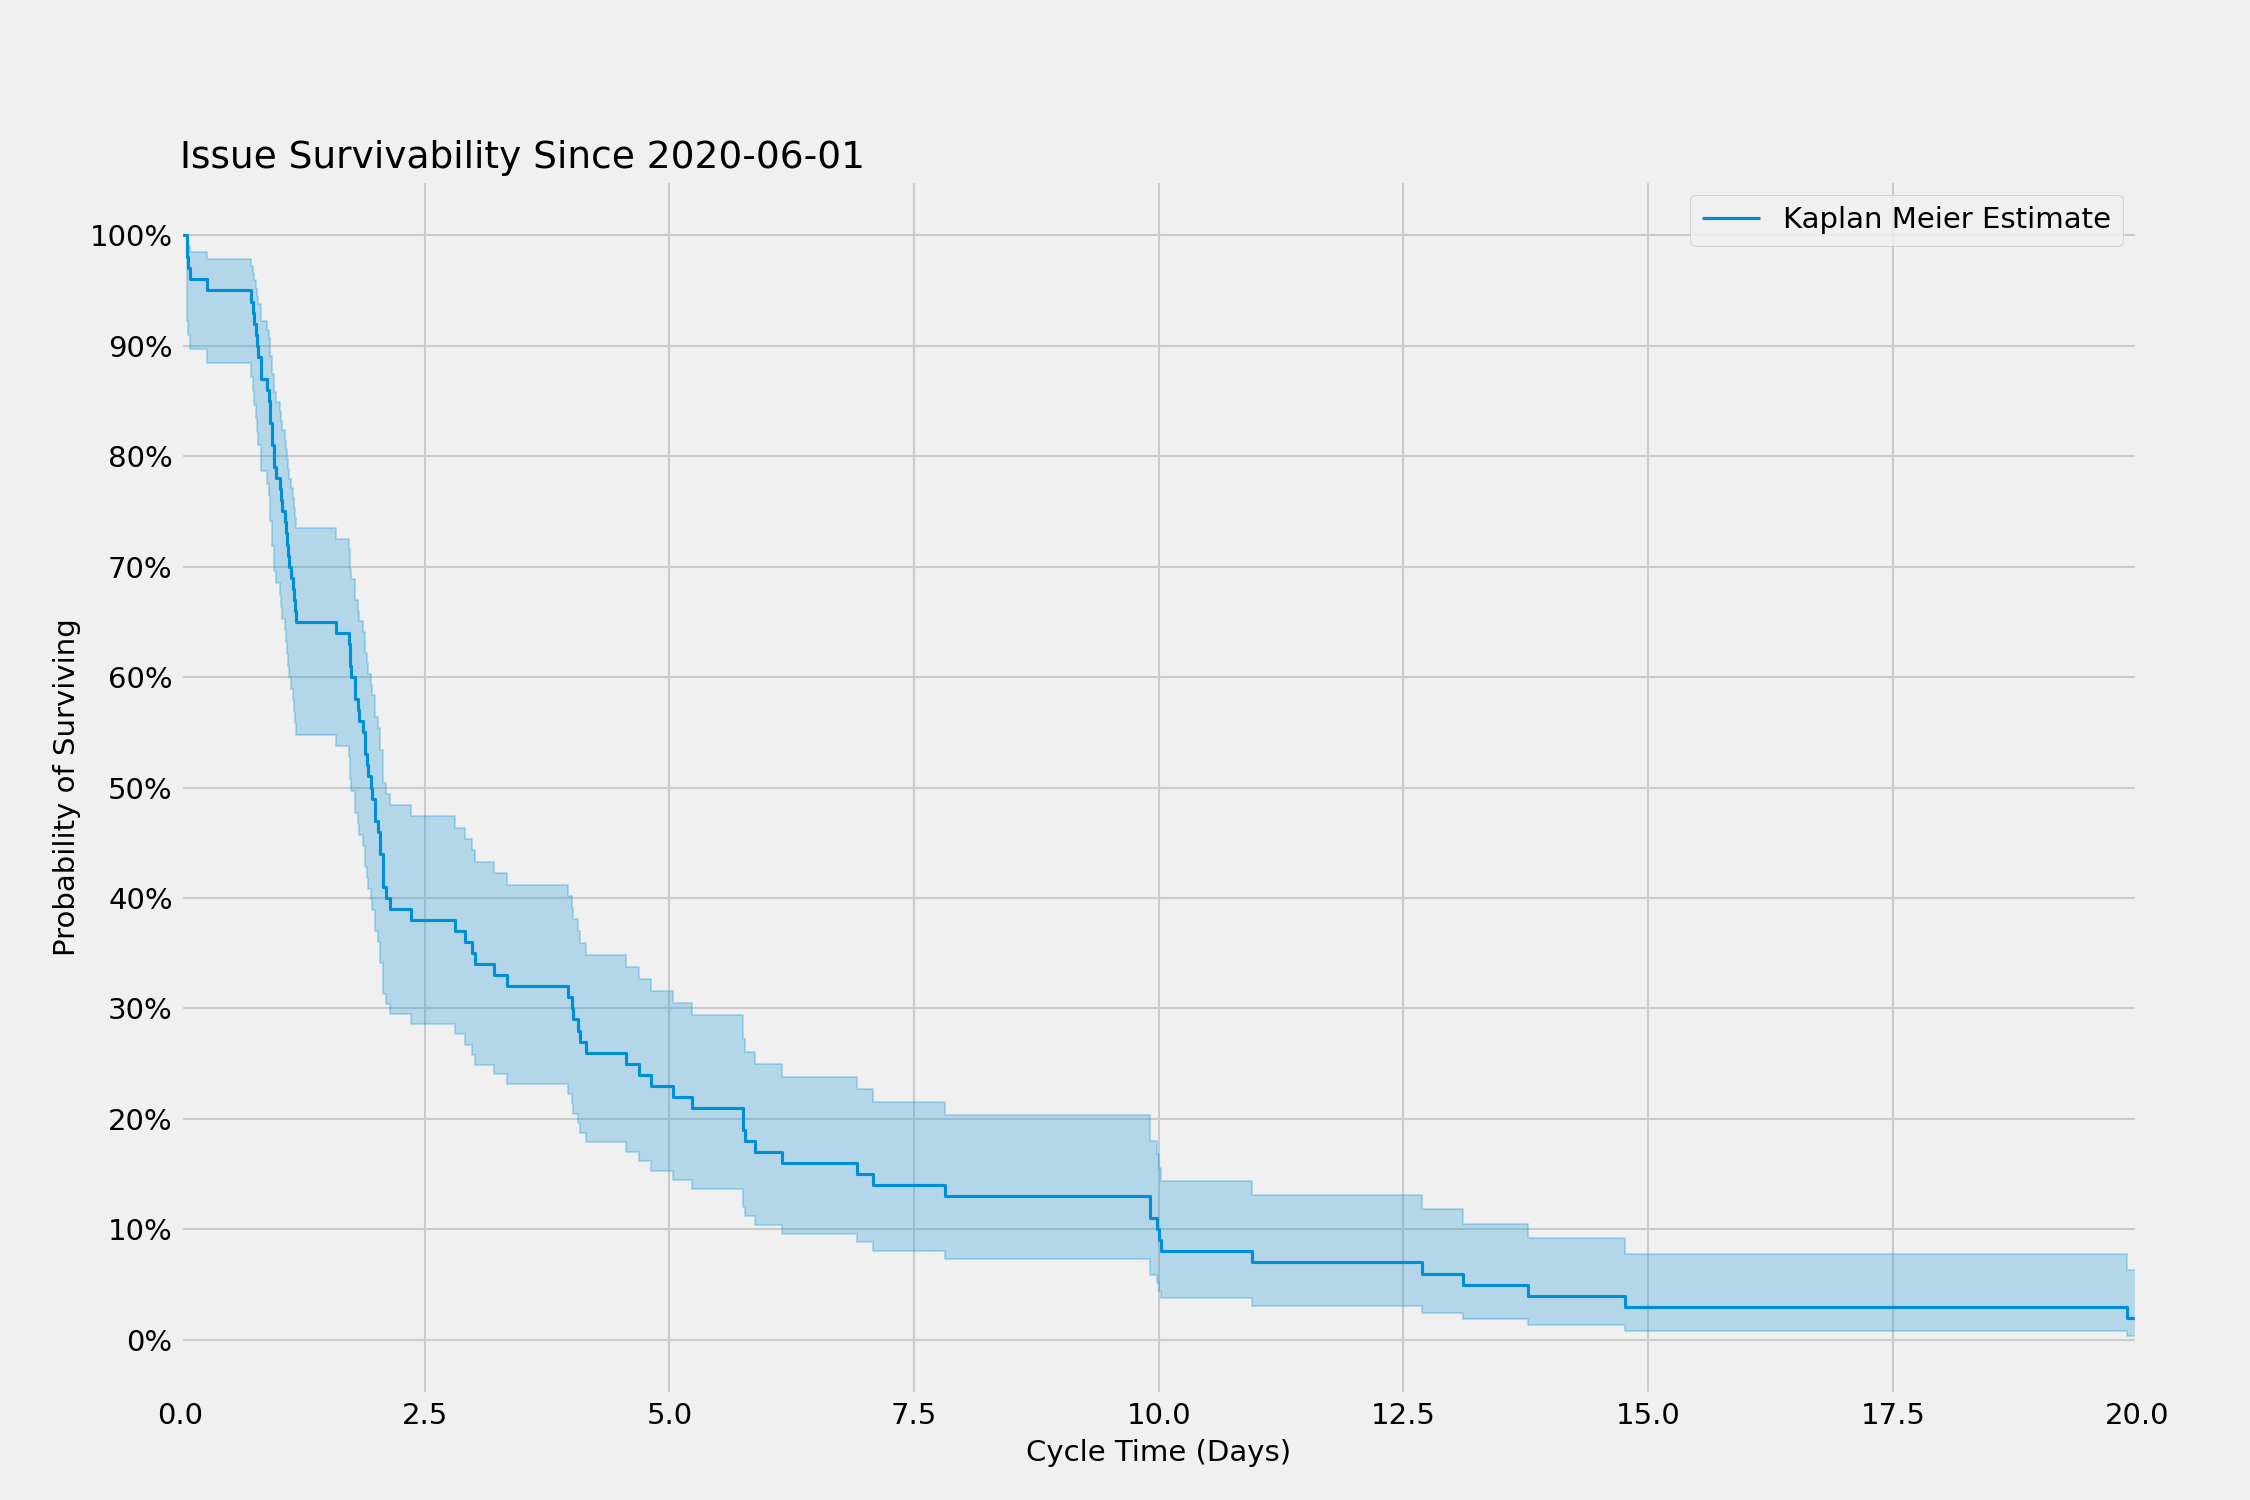 Issue Survivability Since 2020-06-01
Kaplan Meier Estimate
100%
90%
80%
70%
60%
50%
40%
30%
20%
10%
0%
Probability of Surviving
0.0 2.5 5.0 7.5 10.0 12.5 15.0 17.5 20.0
Cycle Time (Days)